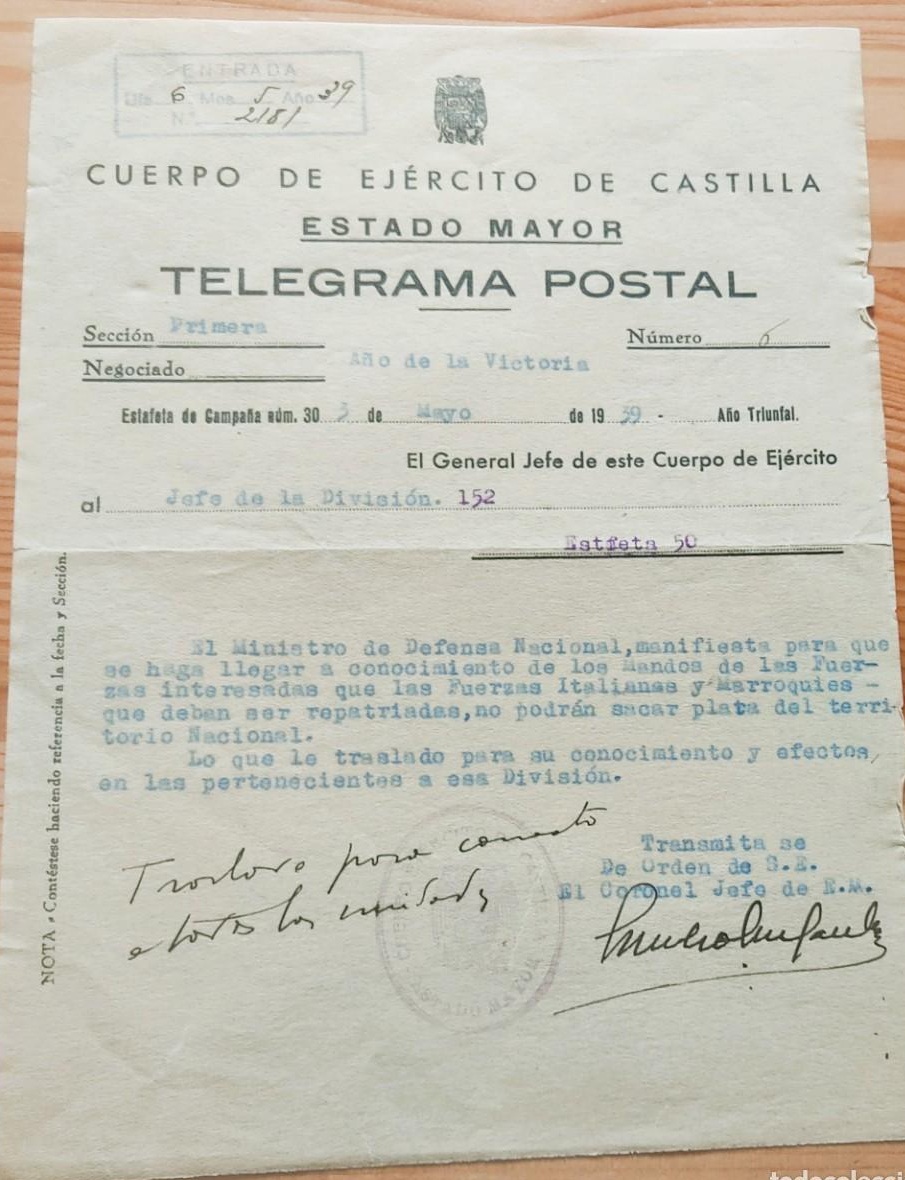 ENTRADA
Día 6 Mes 5 Año 39
N.º 2181
CUERPO DE EJÉRCITO DE CASTILLA
ESTADO MAYOR
TELEGRAMA POSTAL
Sección Primera
Número 6
Negociado
Año de la Victoria
Estafeta de Campaña núm. 30 3 de Mayo de 19 39 - Año Triunfal.
El General Jefe de este Cuerpo de Ejército
al Jefe de la División. 152
Estfeta 50
NOTA - Contéstese haciendo referencia a la fecha y Sección.
El Ministro de Defensa Nacional,manifiesta para que
se haga llegar a conocimiento de los Mandos de las Fuer-
zas interesadas que las Fuerzas Italianas y Marroquies -
que deban ser repatriadas,no podrán sacar plata del terri-
torio Nacional.
Lo que le traslado para su conocimiento y efectos,
en las pertenecientes a esa División.
Transmita se
De Orden de S.E.
El Coronel Jefe de E.M.
para
a todas las unidades
ESTADO MAYOR
todocolecci